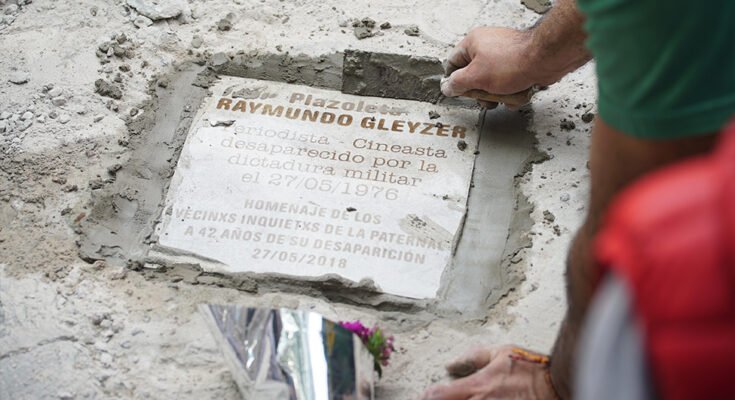 Plazoleta
RAYMUNDO GLEYZER
Periodista - Cineasta
desaparecido por la
dictadura militar
el 27/05/1976
HOMENAJE DE LOS
VECINXS INQUIETXS DE LA PATERNAL
A 42 AÑOS DE SU DESAPARICIÓN
27/05/2018